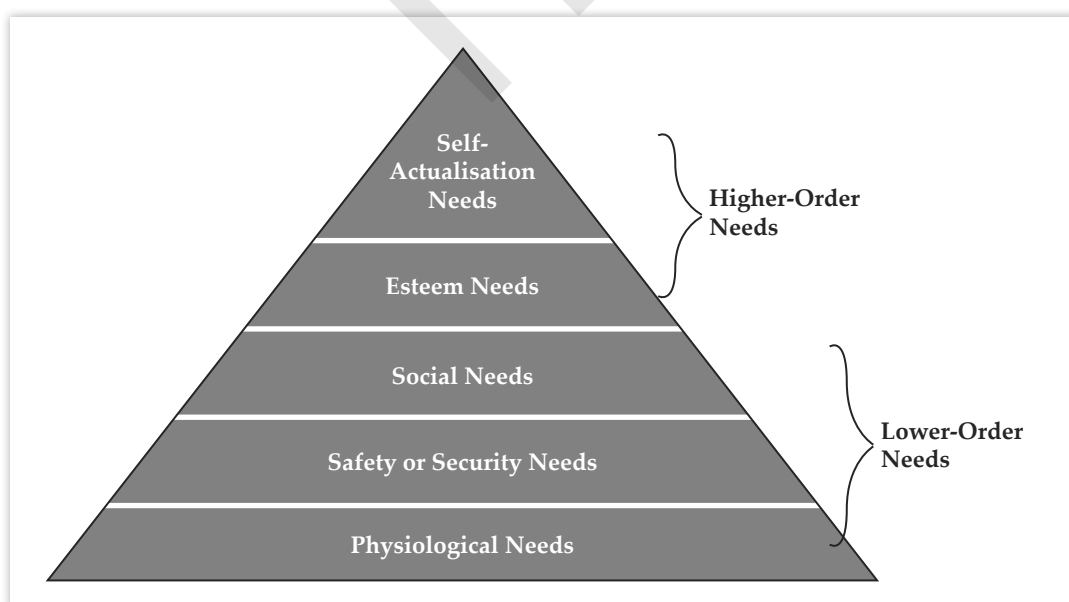 Self-
Actualisation
Needs
Higher-Order
Needs
Esteem Needs
Social Needs
Lower-Order
Needs
Safety or Security Needs
Physiological Needs